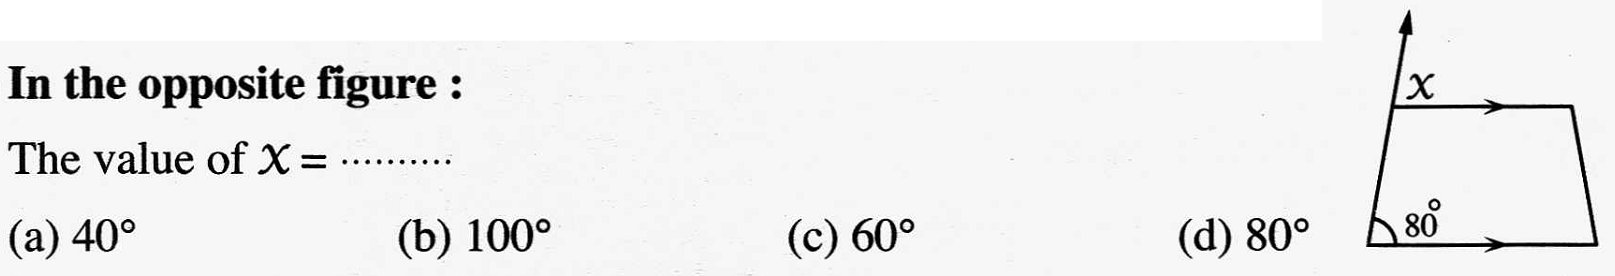 In the opposite figure :
The value of X = ..........
(a) 40° (b) 100° (c) 60° (d) 80°
X
80°